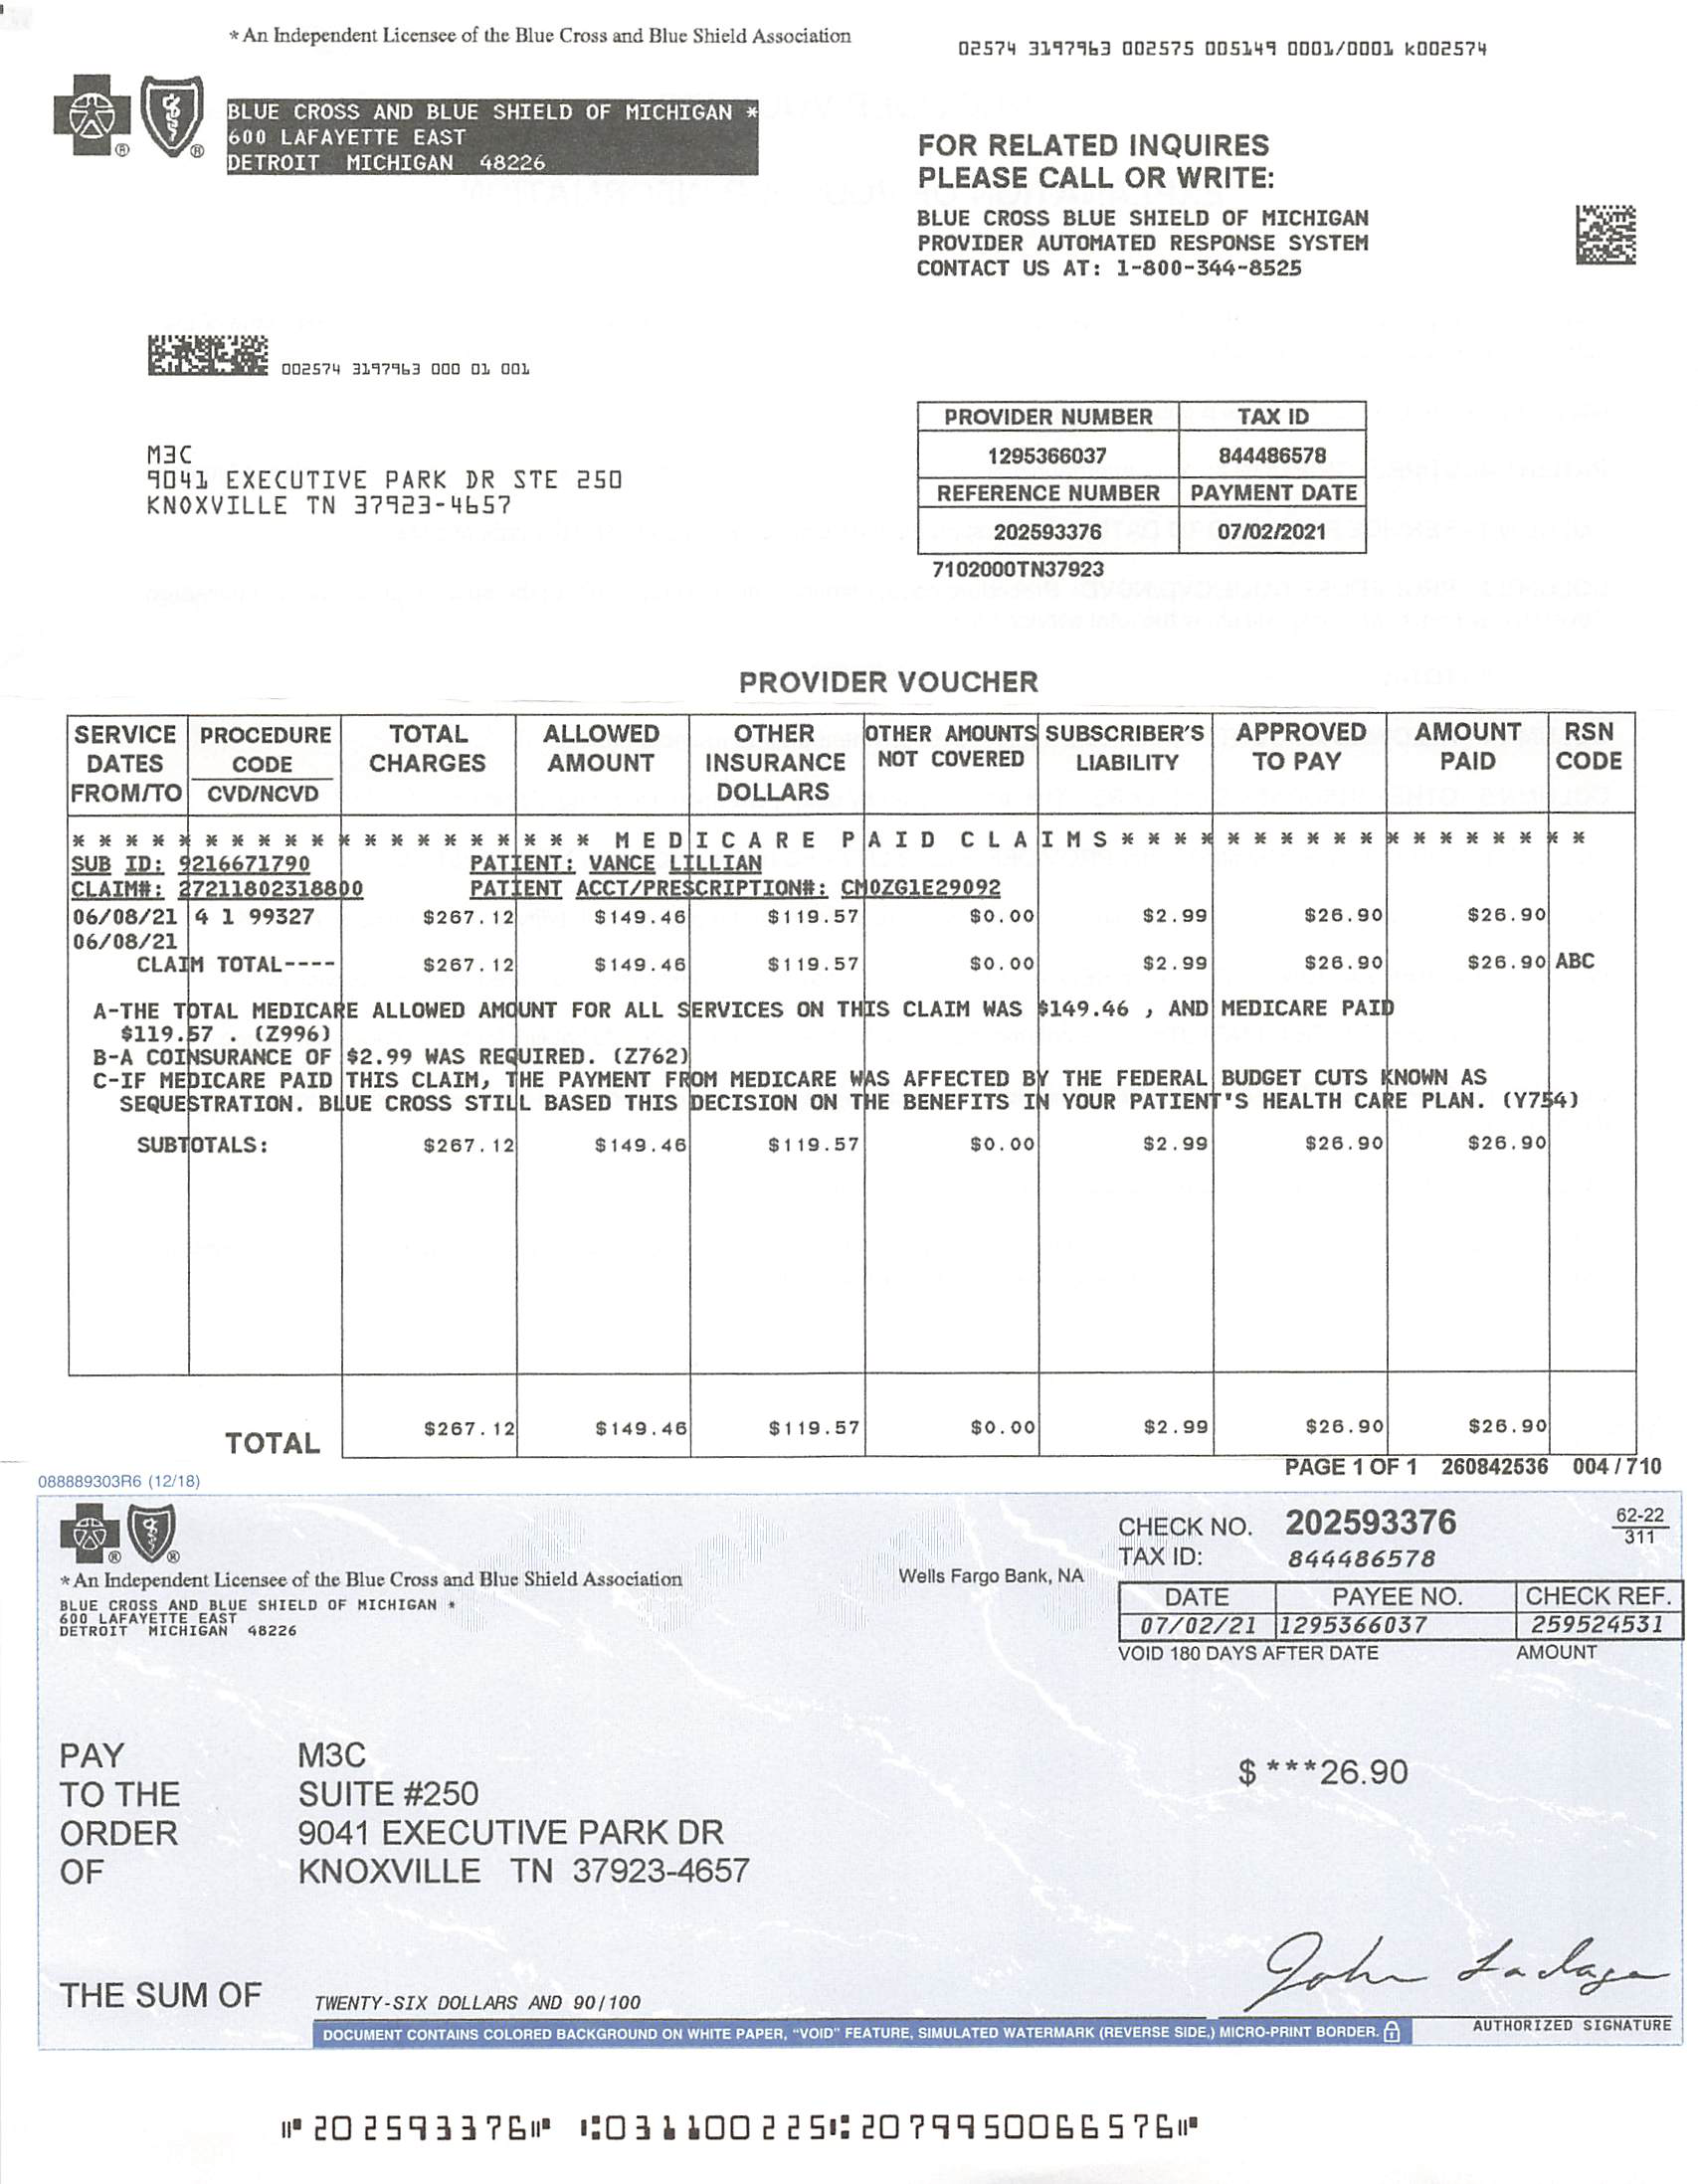 * An Independent Licensee of the Blue Cross and Blue Shield Association
02574 3197963 002575 005149 0001/0001 K002574
BLUE CROSS AND BLUE SHIELD OF MICHIGAN *
600 LAFAYETTE EAST
DETROIT MICHIGAN 48226
FOR RELATED INQUIRES
PLEASE CALL OR WRITE:
BLUE CROSS BLUE SHIELD OF MICHIGAN
PROVIDER AUTOMATED RESPONSE SYSTEM
CONTACT US AT: 1-800-344-8525
002574 3197963 000 01 001
M3C
9041 EXECUTIVE PARK DR STE 250
KNOXVILLE TN 37923-4657
PROVIDER NUMBER TAX ID
1295366037 844486578
REFERENCE NUMBER PAYMENT DATE
202593376 07/02/2021
7102000TN37923
PROVIDER VOUCHER
SERVICE PROCEDURE TOTAL ALLOWED OTHER OTHER AMOUNTS SUBSCRIBER'S APPROVED AMOUNT RSN
DATES CODE CHARGES AMOUNT INSURANCE NOT COVERED LIABILITY TO PAY PAID CODE
FROM/TO CVD/NCVD DOLLARS
* * * * * * * * * * * * * * * * * * * * MEDICARE PAID CLAIMS * * * * * * * * * * * * * * * * * *
SUB ID: 9216671790 PATIENT: VANCE LILLIAN
CLAIM#: 27211802318800 PATIENT ACCT/PRESCRIPTION#: CM0ZG1E29092
06/08/21 4 1 99327 $267.12 $149.46 $119.57 $0.00 $2.99 $26.90 $26.90
06/08/21
CLAIM TOTAL---- $267.12 $149.46 $119.57 $0.00 $2.99 $26.90 $26.90 ABC
A-THE TOTAL MEDICARE ALLOWED AMOUNT FOR ALL SERVICES ON THIS CLAIM WAS $149.46 , AND MEDICARE PAID
$119.57 . (Z996)
B-A COINSURANCE OF $2.99 WAS REQUIRED. (Z762)
C-IF MEDICARE PAID THIS CLAIM, THE PAYMENT FROM MEDICARE WAS AFFECTED BY THE FEDERAL BUDGET CUTS KNOWN AS
SEQUESTRATION. BLUE CROSS STILL BASED THIS DECISION ON THE BENEFITS IN YOUR PATIENT'S HEALTH CARE PLAN. (Y754)
SUBTOTALS: $267.12 $149.46 $119.57 $0.00 $2.99 $26.90 $26.90
TOTAL $267.12 $149.46 $119.57 $0.00 $2.99 $26.90 $26.90
PAGE 1 OF 1 260842536 004 / 710
088889303R6 (12/18)
CHECK NO. 202593376 62-22
311
TAX ID: 844486578
* An Independent Licensee of the Blue Cross and Blue Shield Association
Wells Fargo Bank, NA
BLUE CROSS AND BLUE SHIELD OF MICHIGAN *
600 LAFAYETTE EAST
DETROIT MICHIGAN 48226
DATE PAYEE NO. CHECK REF.
07/02/21 1295366037 259524531
VOID 180 DAYS AFTER DATE AMOUNT
PAY M3C $ ***26.90
TO THE SUITE #250
ORDER 9041 EXECUTIVE PARK DR
OF KNOXVILLE TN 37923-4657
THE SUM OF TWENTY-SIX DOLLARS AND 90/100
John
AUTHORIZED SIGNATURE
DOCUMENT CONTAINS COLORED BACKGROUND ON WHITE PAPER, "VOID" FEATURE, SIMULATED WATERMARK (REVERSE SIDE,) MICRO-PRINT BORDER.
⑈202593376⑈ ⑆031100225⑆2079950066576⑈